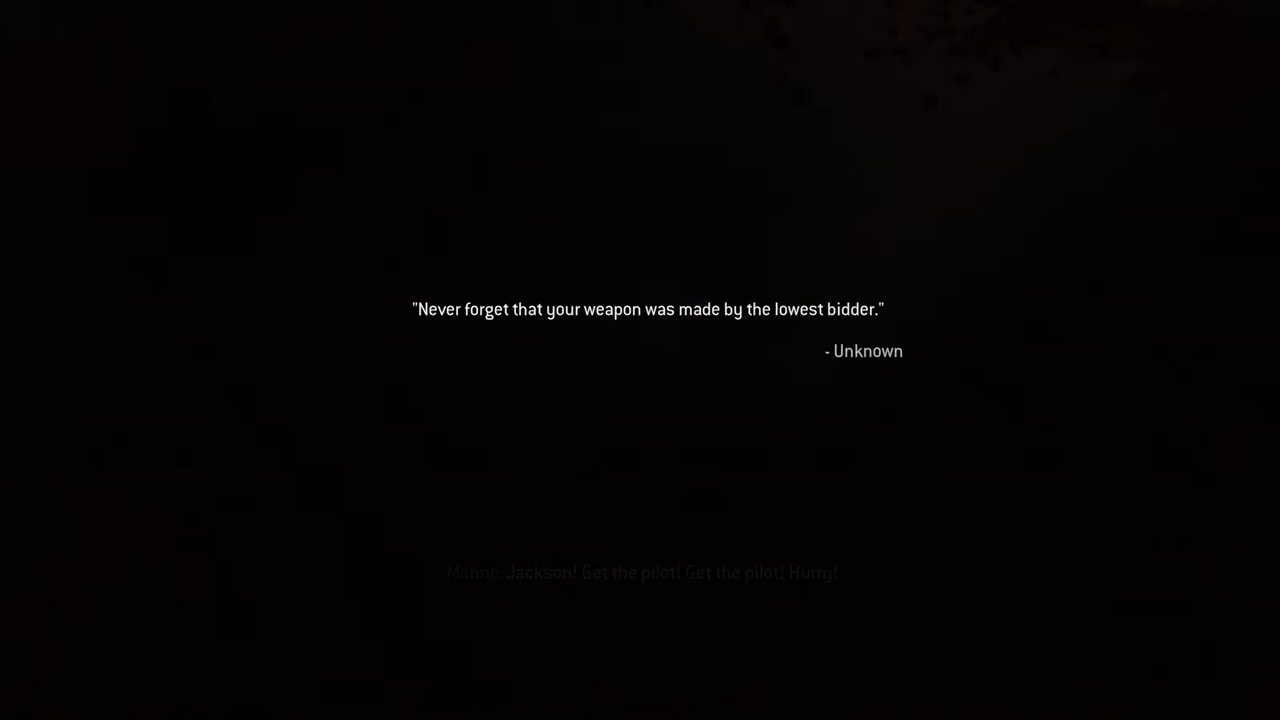 "Never forget that your weapon was made by the lowest bidder."
- Unknown
Marine: Jackson! Get the pilot! Get the pilot! Hurry!